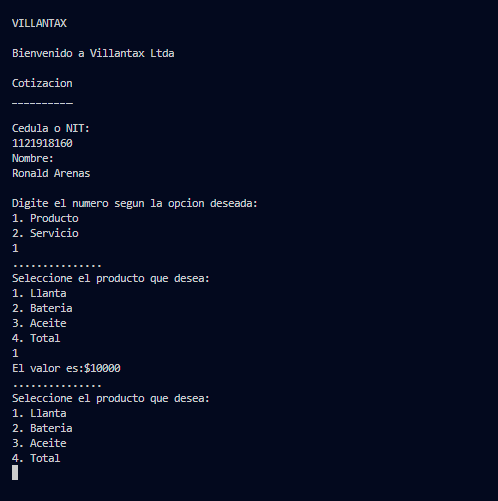 VILLANTAX
Bienvenido a Villantax Ltda
Cotizacion
__________
Cedula o NIT:
1121918160
Nombre:
Ronald Arenas
Digite el numero segun la opcion deseada:
1. Producto
2. Servicio
1
...............
Seleccione el producto que desea:
1. Llanta
2. Bateria
3. Aceite
4. Total
1
El valor es:$10000
...............
Seleccione el producto que desea:
1. Llanta
2. Bateria
3. Aceite
4. Total